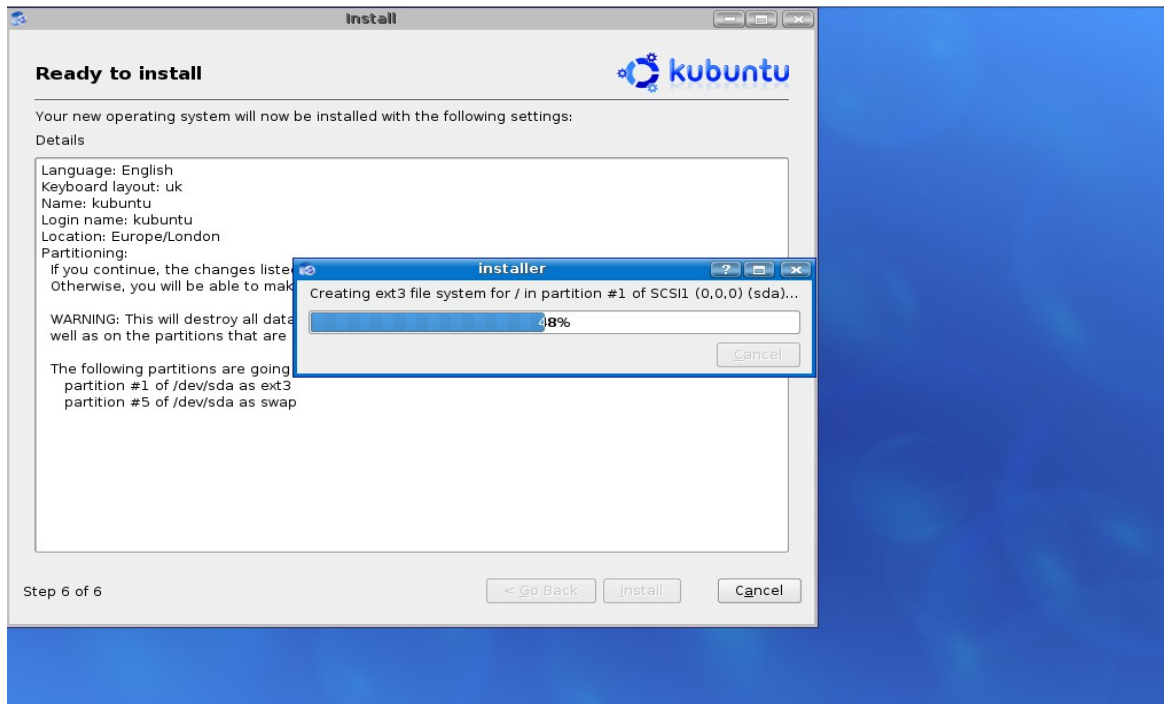 Install
Ready to install
kubuntu
Your new operating system will now be installed with the following settings:
Details
Language: English
Keyboard layout: uk
Name: kubuntu
Login name: kubuntu
Location: Europe/London
Partitioning:
If you continue, the changes liste
Otherwise, you will be able to mak
WARNING: This will destroy all data
well as on the partitions that are
The following partitions are going
partition #1 of /dev/sda as ext3
partition #5 of /dev/sda as swap
installer
Creating ext3 file system for / in partition #1 of SCSI1 (0,0,0) (sda)...
48%
Cancel
Step 6 of 6
< Go Back
Install
Cancel